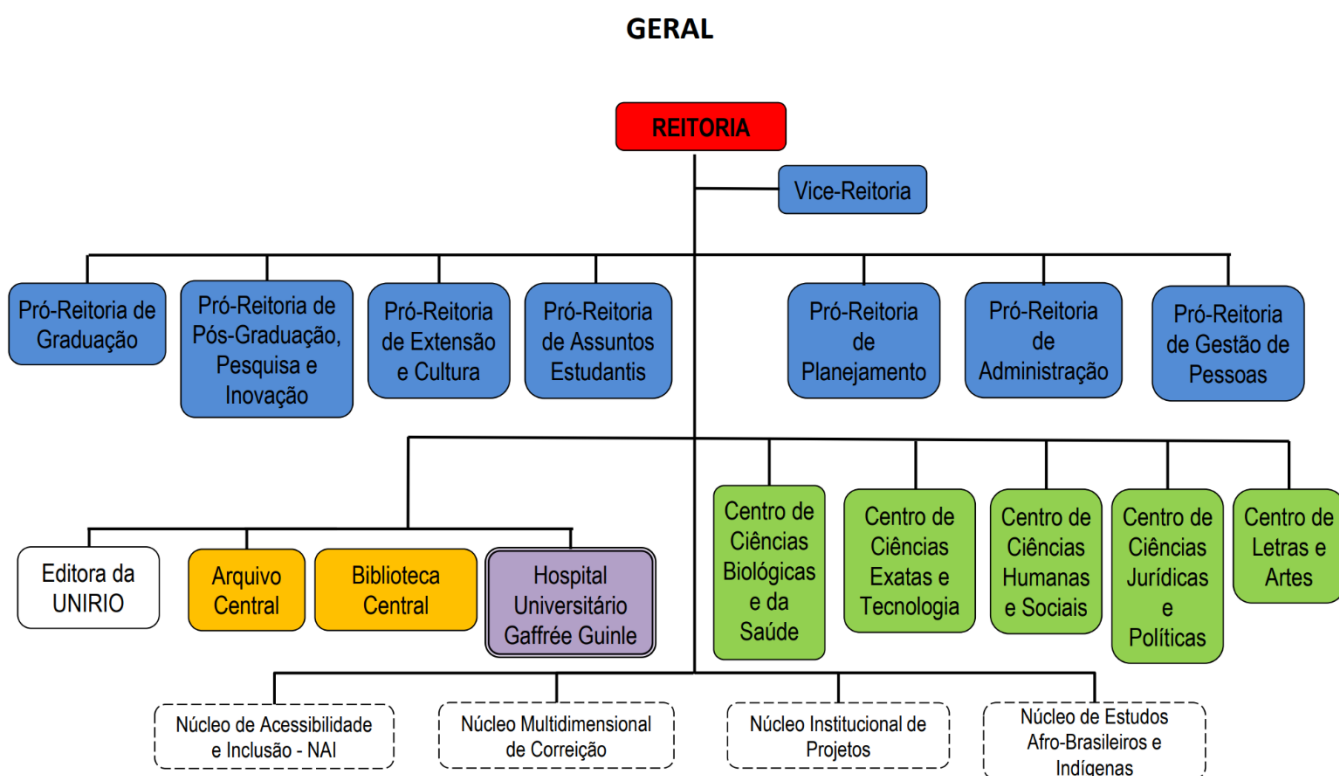 GERAL
REITORIA
Vice-Reitoria
Pró-Reitoria de
Graduação
Pró-Reitoria de
Pós-Graduação,
Pesquisa e
Inovação
Pró-Reitoria
de Extensão
e Cultura
Pró-Reitoria
de Assuntos
Estudantis
Pró-Reitoria
de
Planejamento
Pró-Reitoria
de
Administração
Pró-Reitoria
de Gestão de
Pessoas
Editora da
UNIRIO
Arquivo
Central
Biblioteca
Central
Hospital
Universitário
Gaffrée Guinle
Centro de
Ciências
Biológicas
e da
Saúde
Centro de
Ciências
Exatas e
Tecnologia
Centro de
Ciências
Humanas
e Sociais
Centro de
Ciências
Jurídicas
e
Políticas
Centro de
Letras e
Artes
Núcleo de Acessibilidade
e Inclusão - NAI
Núcleo Multidimensional
de Correição
Núcleo Institucional de
Projetos
Núcleo de Estudos
Afro-Brasileiros e
Indígenas